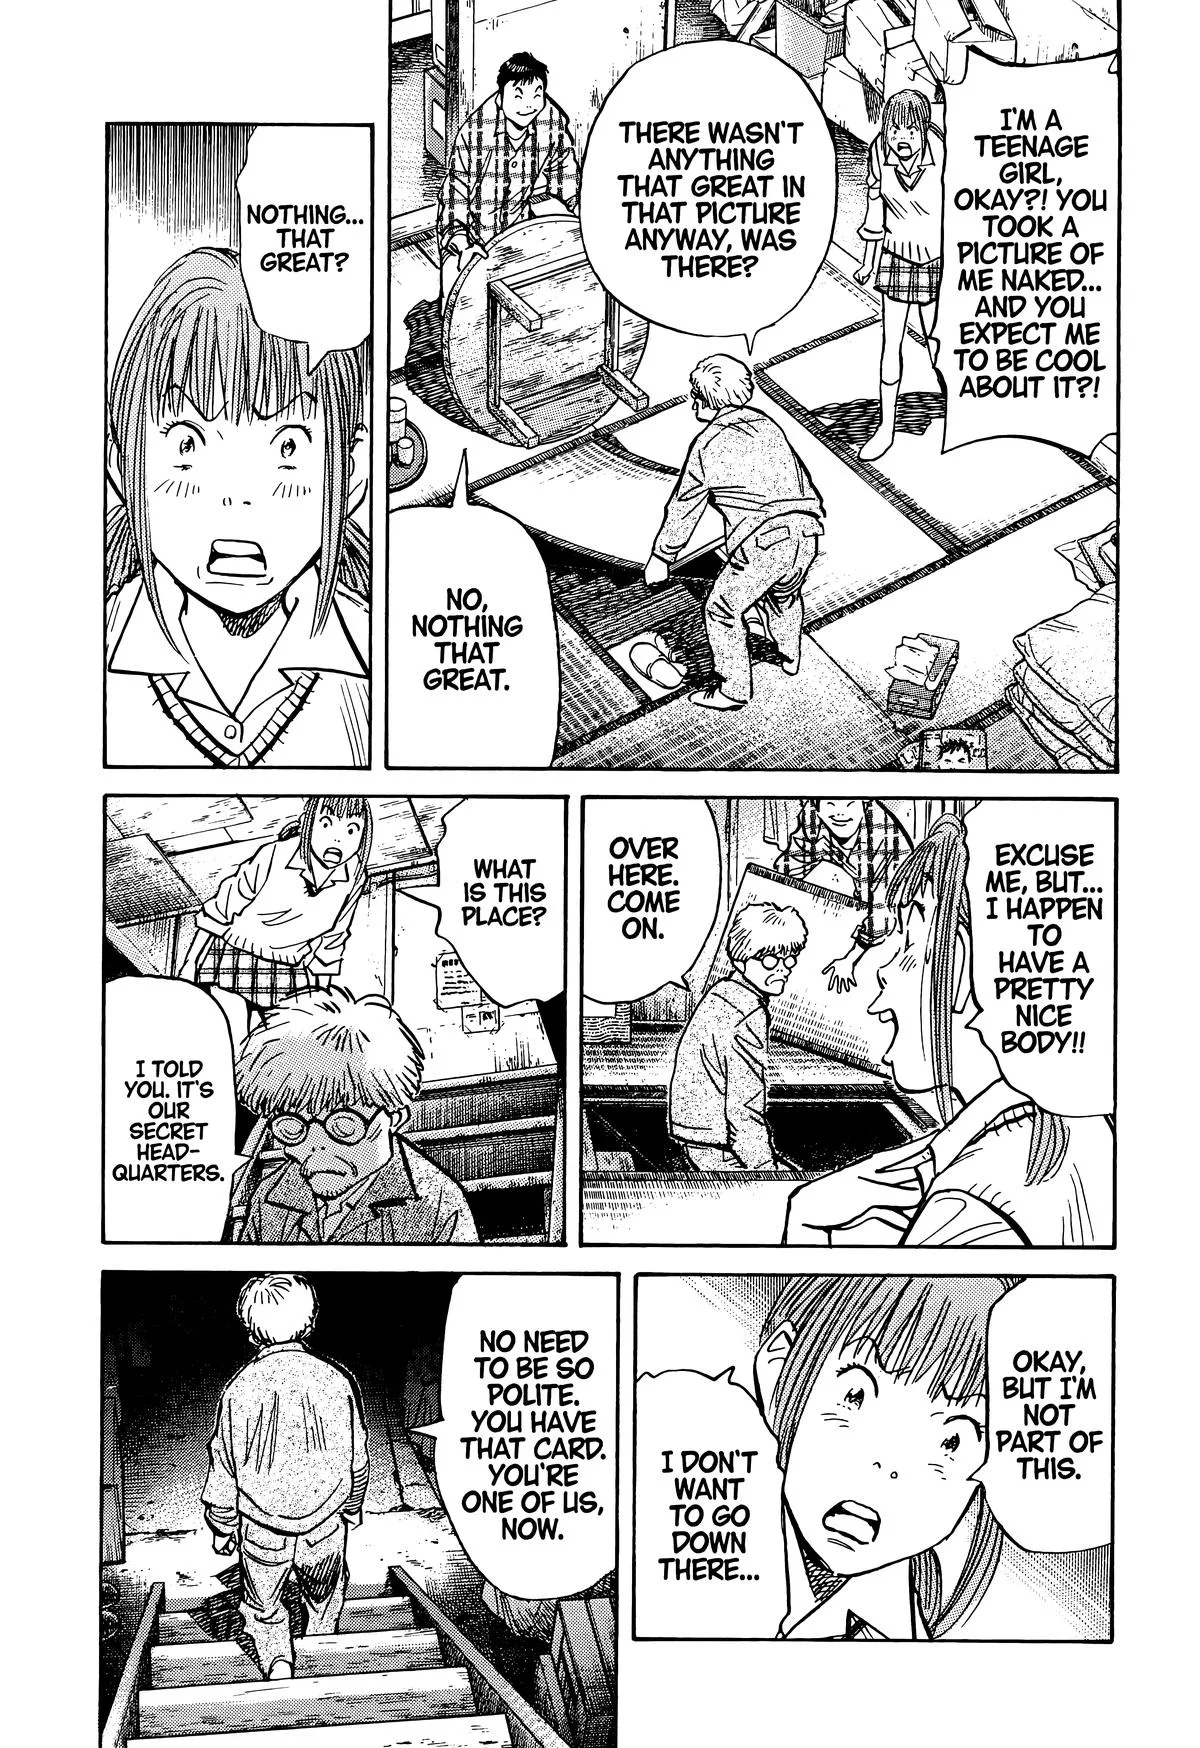 I'M A
TEENAGE
GIRL,
OKAY?! YOU
TOOK A
PICTURE OF
ME NAKED...
AND YOU
EXPECT ME
TO BE COOL
ABOUT IT?!
THERE WASN'T
ANYTHING
THAT GREAT IN
THAT PICTURE
ANYWAY, WAS
THERE?
NO,
NOTHING
THAT
GREAT.
NOTHING...
THAT
GREAT?
EXCUSE
ME, BUT...
I HAPPEN
TO
HAVE A
PRETTY
NICE
BODY!!
OVER
HERE.
COME
ON.
WHAT
IS THIS
PLACE?
I TOLD
YOU. IT'S
OUR
SECRET
HEAD-
QUARTERS.
OKAY,
BUT I'M
NOT
PART OF
THIS.
I DON'T
WANT
TO GO
DOWN
THERE...
NO NEED
TO BE SO
POLITE.
YOU HAVE
THAT CARD.
YOU'RE
ONE OF US,
NOW.